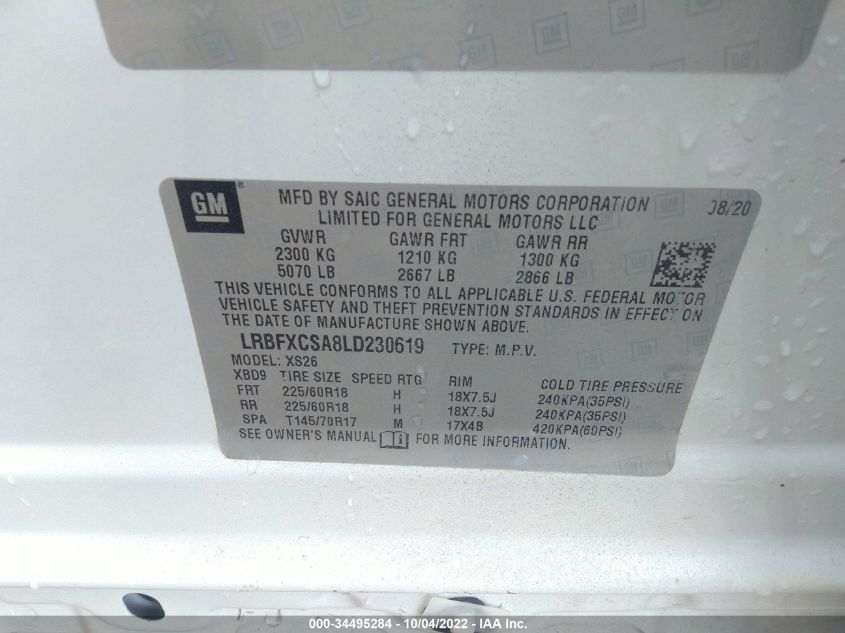 GM
MFD BY SAIC GENERAL MOTORS CORPORATION 08/20
LIMITED FOR GENERAL MOTORS LLC
GVWR GAWR FRT GAWR RR
2300 KG 1210 KG 1300 KG
5070 LB 2667 LB 2866 LB
THIS VEHICLE CONFORMS TO ALL APPLICABLE U.S. FEDERAL MOTOR
VEHICLE SAFETY AND THEFT PREVENTION STANDARDS IN EFFECT ON
THE DATE OF MANUFACTURE SHOWN ABOVE.
LRBFXCSA8LD230619 TYPE: M.P.V.
MODEL: XS26
XBD9 TIRE SIZE SPEED RTG RIM COLD TIRE PRESSURE
FRT 225/60R18 H 18X7.5J 240KPA(35PSI)
RR 225/60R18 H 18X7.5J 240KPA(35PSI)
SPA T145/70R17 M 17X4B 420KPA(60PSI)
SEE OWNER'S MANUAL FOR MORE INFORMATION.
000-34495284 - 10/04/2022 - IAA Inc.